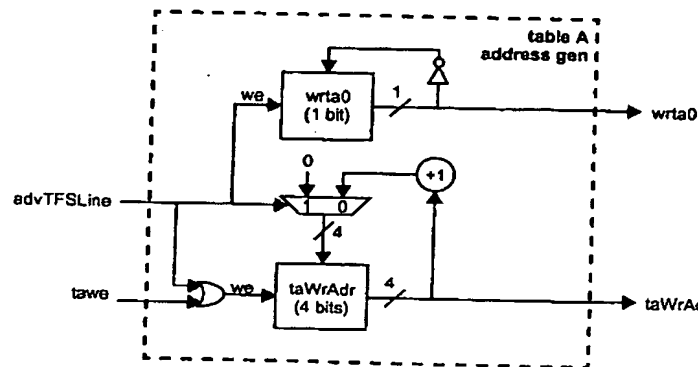 table A
address gen
we
wrta0
(1 bit)
1
wrta0
0
+1
advTFSLine
1 0
4
tawe
we
taWrAdr
(4 bits)
4
taWrAd